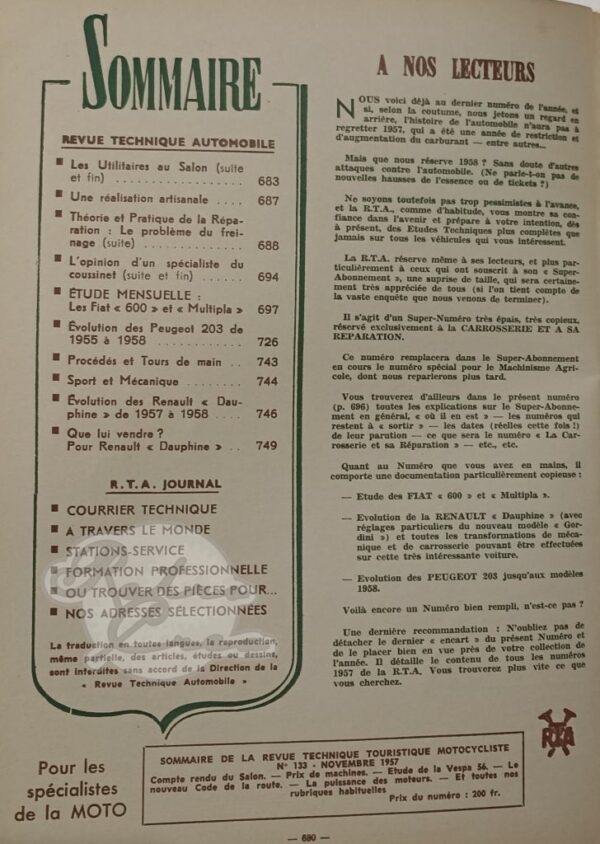 SOMMAIRE
REVUE TECHNIQUE AUTOMOBILE
■ Les Utilitaires au Salon (suite
et fin) .................... 683
■ Une réalisation artisanale .... 687
■ Théorie et Pratique de la Répa-
ration : Le problème du frei-
nage (suite) ................ 688
■ L'opinion d'un spécialiste du
coussinet (suite et fin) ...... 694
■ ÉTUDE MENSUELLE :
Les Fiat « 600 » et « Multipla » 697
■ Évolution des Peugeot 203 de
1955 à 1958 .............. 726
■ Procédés et Tours de main .. 743
■ Sport et Mécanique ........ 744
■ Évolution des Renault « Dau-
phine » de 1957 à 1958 .... 746
■ Que lui vendre ?
Pour Renault « Dauphine » .. 749
R.T.A. JOURNAL
■ COURRIER TECHNIQUE
■ A TRAVERS LE MONDE
■ STATIONS-SERVICE
■ FORMATION PROFESSIONNELLE
■ OU TROUVER DES PIÈCES POUR...
■ NOS ADRESSES SÉLECTIONNÉES
La traduction en toutes langues, la reproduction,
même partielle, des articles, études ou dessins,
sont interdites sans accord de la Direction de la
« Revue Technique Automobile »
A NOS LECTEURS
NOUS voici déjà au dernier numéro de l'année, et
si, selon la coutume, nous jetons un regard en
arrière, l'histoire de l'automobile n'aura pas à
regretter 1957, qui a été une année de restriction et
d'augmentation du carburant — entre autres...
Mais que nous réserve 1958 ? Sans doute d'autres
attaques contre l'automobile. (Ne parle-t-on pas de
nouvelles hausses de l'essence ou de tickets ?)
Ne soyons toutefois pas trop pessimistes à l'avance,
et la R.T.A., comme d'habitude, vous montre sa con-
fiance dans l'avenir et prépare à votre intention, dès
à présent, des Etudes Techniques plus complètes que
jamais sur tous les véhicules qui vous intéressent.
La R.T.A. réserve même à ses lecteurs, et plus par-
ticulièrement à ceux qui ont souscrit à son « Super-
Abonnement », une suprise de taille, qui sera certaine-
ment très appréciée de tous (si l'on tient compte de
la vaste enquête que nous venons de terminer).
Il s'agit d'un Super-Numéro très épais, très copieux,
réservé exclusivement à la CARROSSERIE ET A SA
REPARATION.
Ce numéro remplacera dans le Super-Abonnement
en cours le numéro spécial pour le Machinisme Agri-
cole, dont nous reparlerons plus tard.
Vous trouverez d'ailleurs dans le présent numéro
(p. 696) toutes les explications sur le Super-Abonne-
ment en général, « où il en est » — les numéros qui
restent à « sortir » — les dates (réelles cette fois !)
de leur parution — ce que sera le numéro « La Car-
rosserie et sa Réparation » — etc., etc.
Quant au Numéro que vous avez en mains, il
comporte une documentation particulièrement copieuse :
— Etude des FIAT « 600 » et « Multipla ».
— Evolution de la RENAULT « Dauphine » (avec
réglages particuliers du nouveau modèle « Gor-
dini ») et toutes les transformations de méca-
nique et de carrosserie pouvant être effectuées
sur cette très intéressante voiture.
— Evolution des PEUGEOT 203 jusqu'aux modèles
1958.
Voilà encore un Numéro bien rempli, n'est-ce pas ?
Une dernière recommandation : N'oubliez pas de
détacher le dernier « encart » du présent Numéro et
de le placer bien en vue près de votre collection de
l'année. Il détaille le contenu de tous les numéros
1957 de la R.T.A. Vous trouverez plus vite ce que
vous cherchez.
RTA
Pour les
spécialistes
de la MOTO
SOMMAIRE DE LA REVUE TECHNIQUE TOURISTIQUE MOTOCYCLISTE
N° 133 - NOVEMBRE 1957
Compte rendu du Salon. — Prix de machines. — Etude de la Vespa 56. — Le
nouveau Code de la route. — La puissance des moteurs. — Et toutes nos
rubriques habituelles
Prix du numéro : 200 fr.
— 680 —